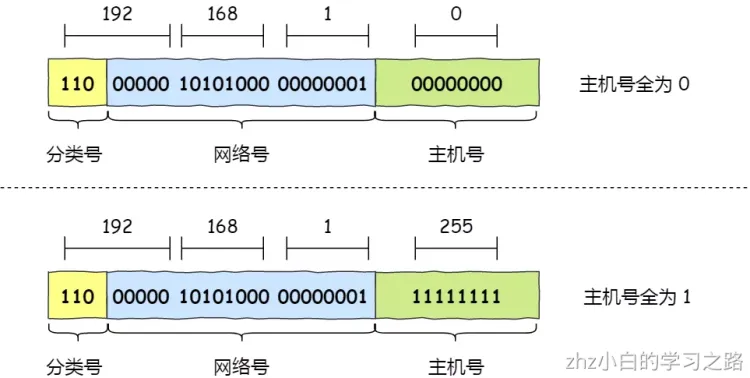 192 168 1 0
110 00000 10101000 00000001 00000000 主机号全为 0
分类号 网络号 主机号
192 168 1 255
110 00000 10101000 00000001 11111111 主机号全为 1
分类号 网络号 主机号
zhz小白的学习之路